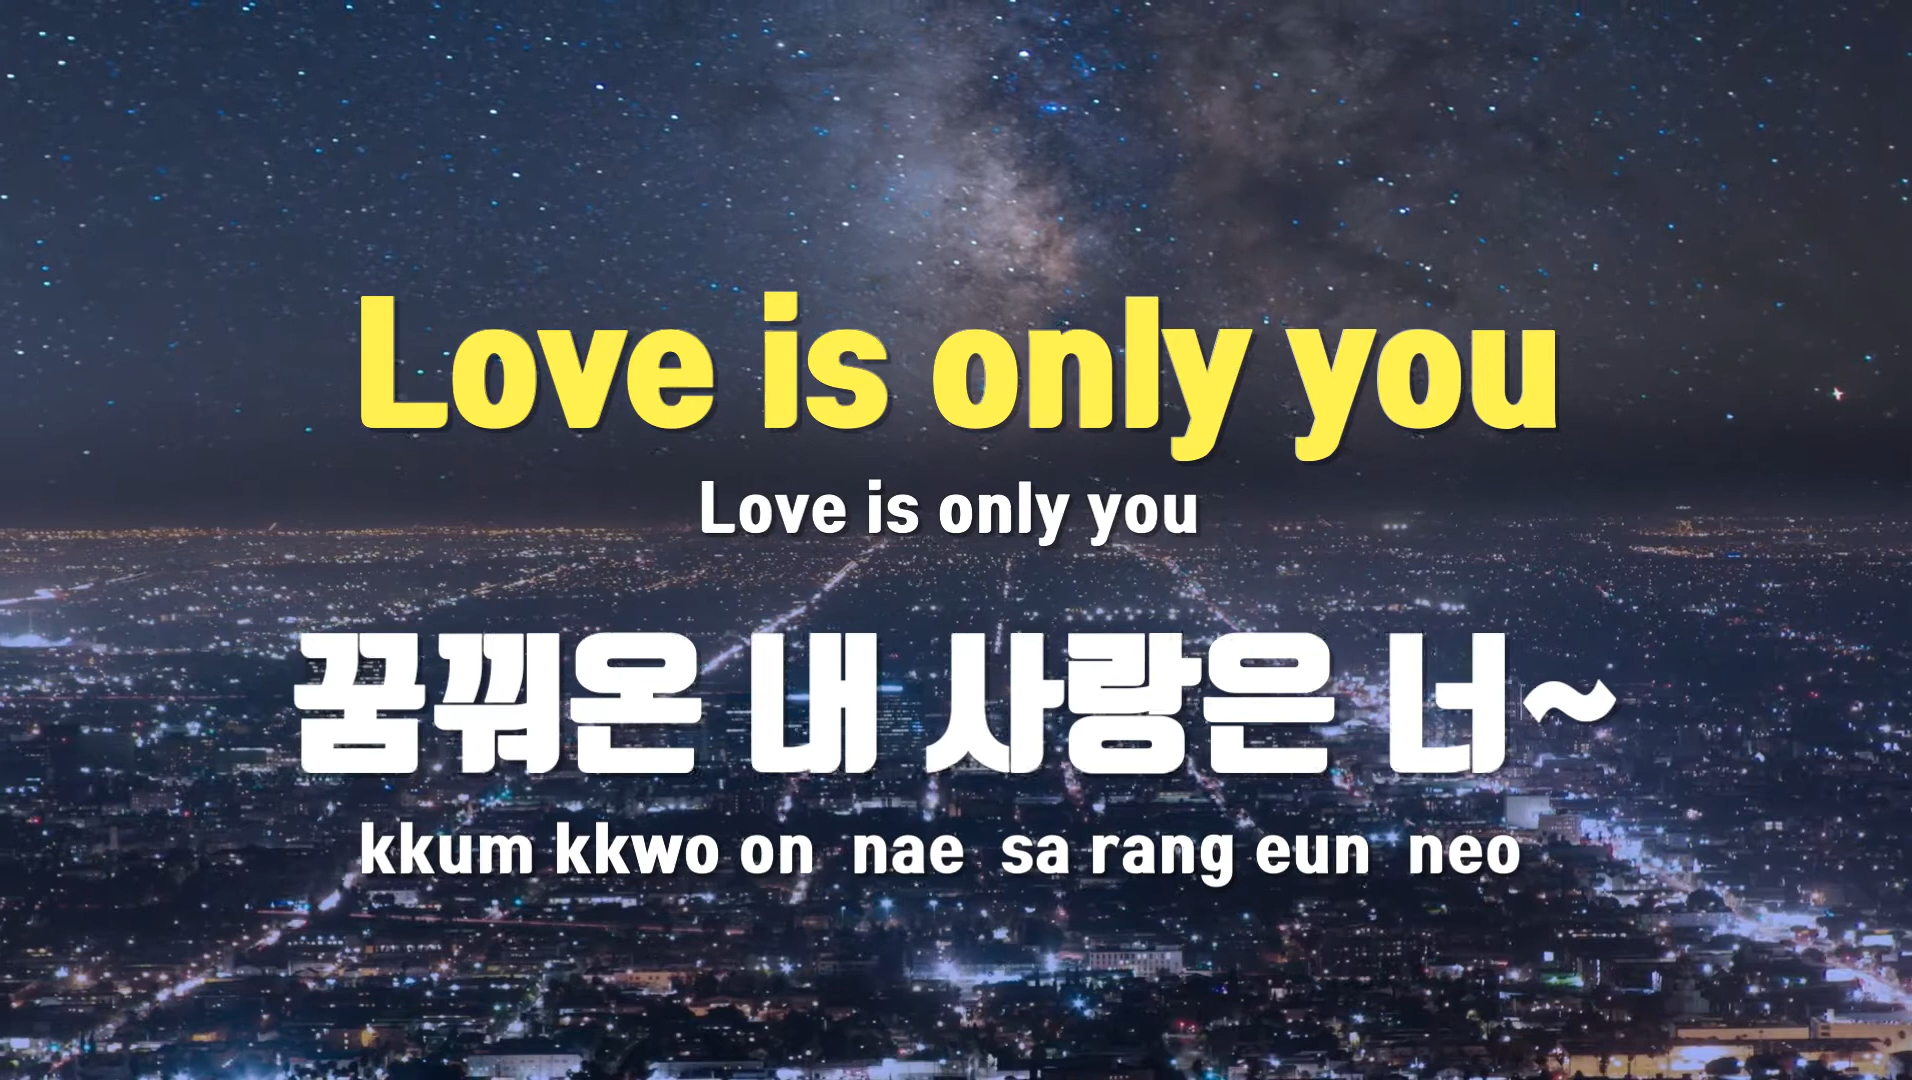 Love is only you
Love is only you
꿈꿔온 내 사랑은 너~
kkum kkwo on nae sa rang eun neo